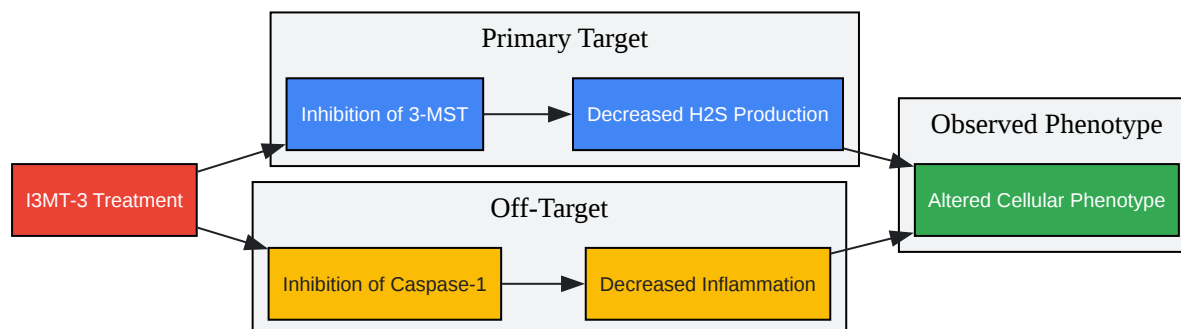 Primary Target
Inhibition of 3-MST
Decreased H2S Production
Observed Phenotype
I3MT-3 Treatment
Altered Cellular Phenotype
Off-Target
Inhibition of Caspase-1
Decreased Inflammation